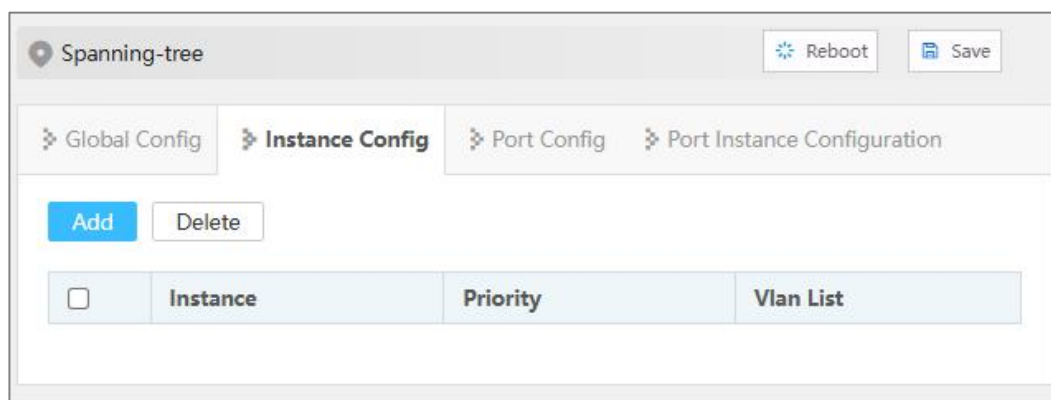 Spanning-tree Reboot Save
Global Config Instance Config Port Config Port Instance Configuration
Add Delete
Instance Priority Vlan List